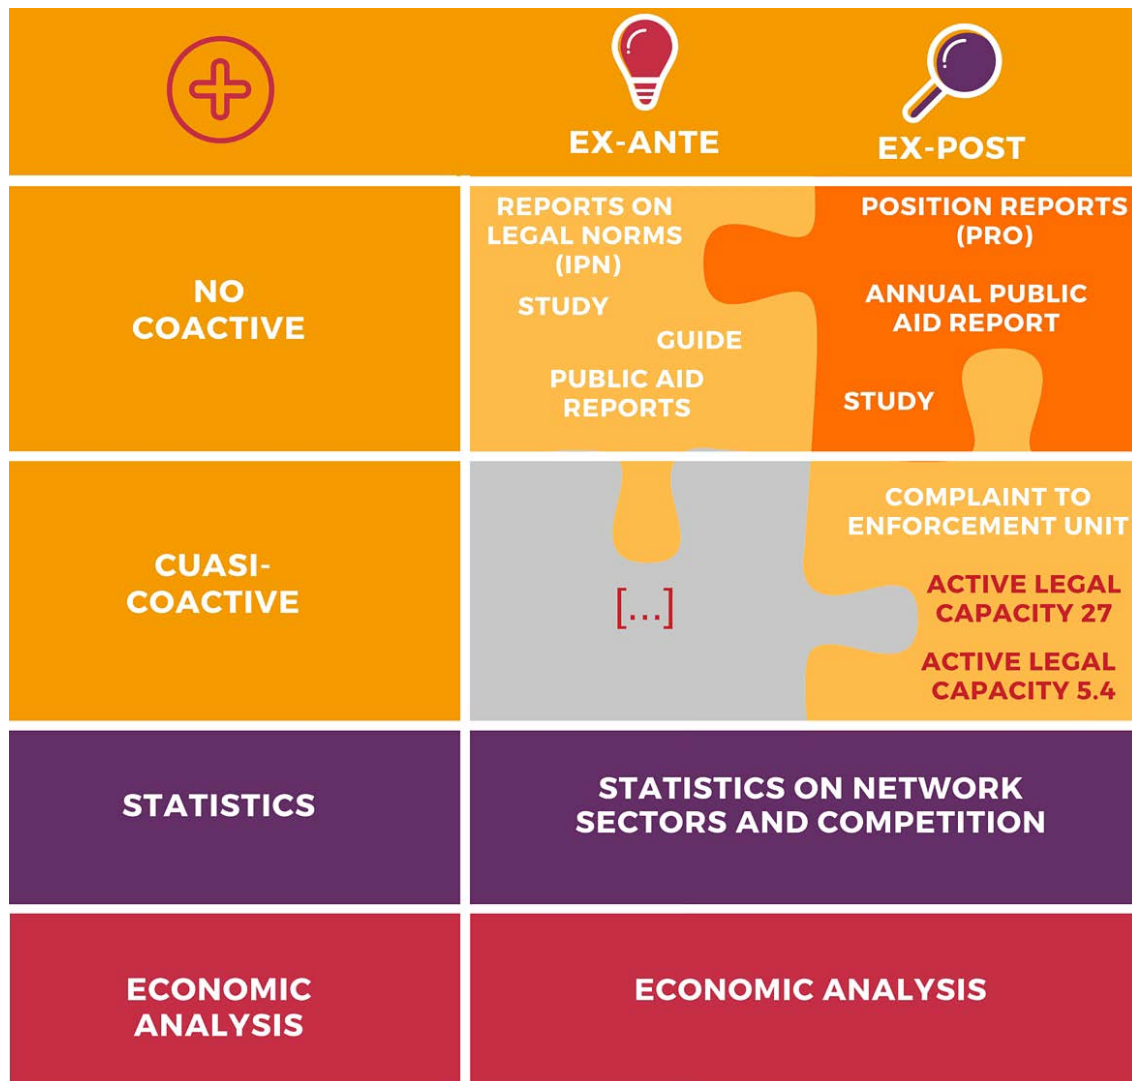 EX-ANTE
EX-POST
NO
COACTIVE
REPORTS ON
LEGAL NORMS
(IPN)
STUDY
GUIDE
PUBLIC AID
REPORTS
POSITION REPORTS
(PRO)
ANNUAL PUBLIC
AID REPORT
STUDY
CUASI-
COACTIVE
[...]
COMPLAINT TO
ENFORCEMENT UNIT
ACTIVE LEGAL
CAPACITY 27
ACTIVE LEGAL
CAPACITY 5.4
STATISTICS
STATISTICS ON NETWORK
SECTORS AND COMPETITION
ECONOMIC
ANALYSIS
ECONOMIC ANALYSIS